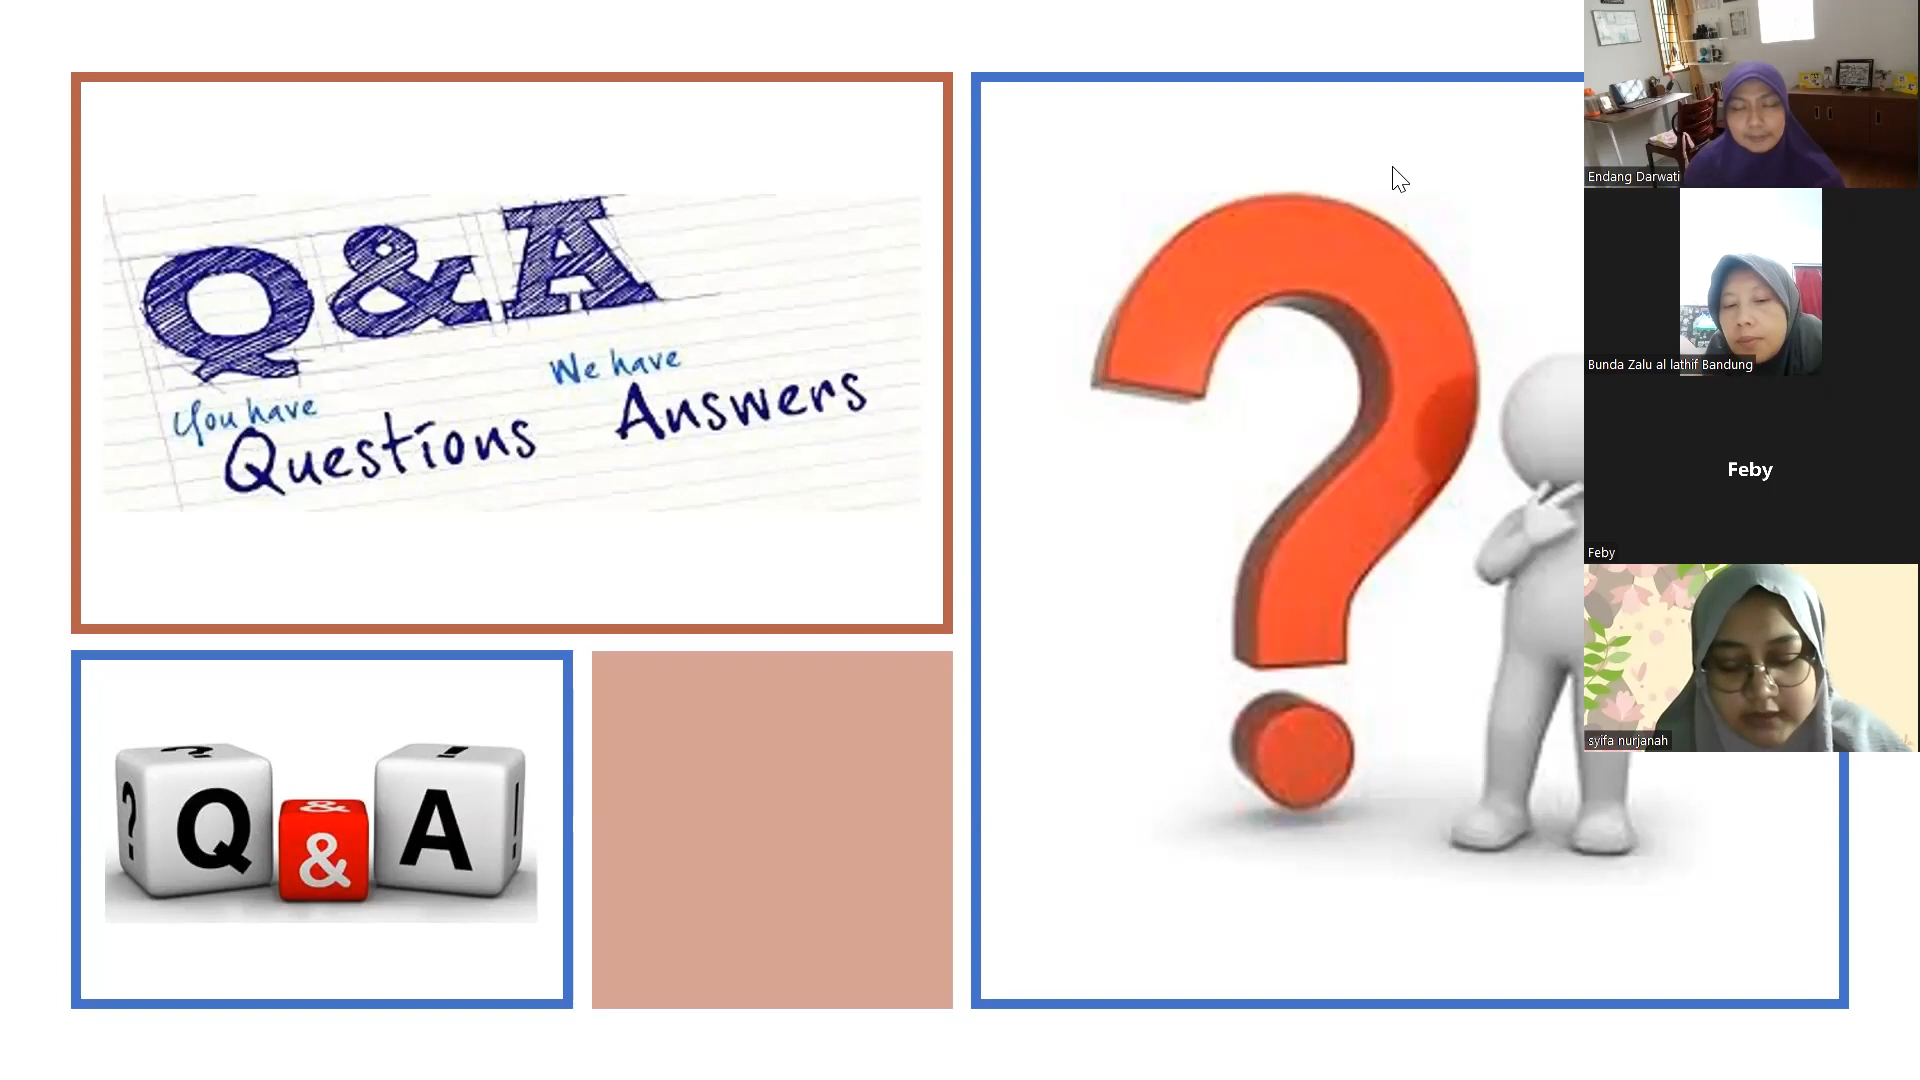 Q & A
You have
Questions
We have
Answers
? ? Q & & A ! !
?
Endang Darwati
Bunda Zalu al lathif Bandung
Feby
Feby
syifa nurjanah